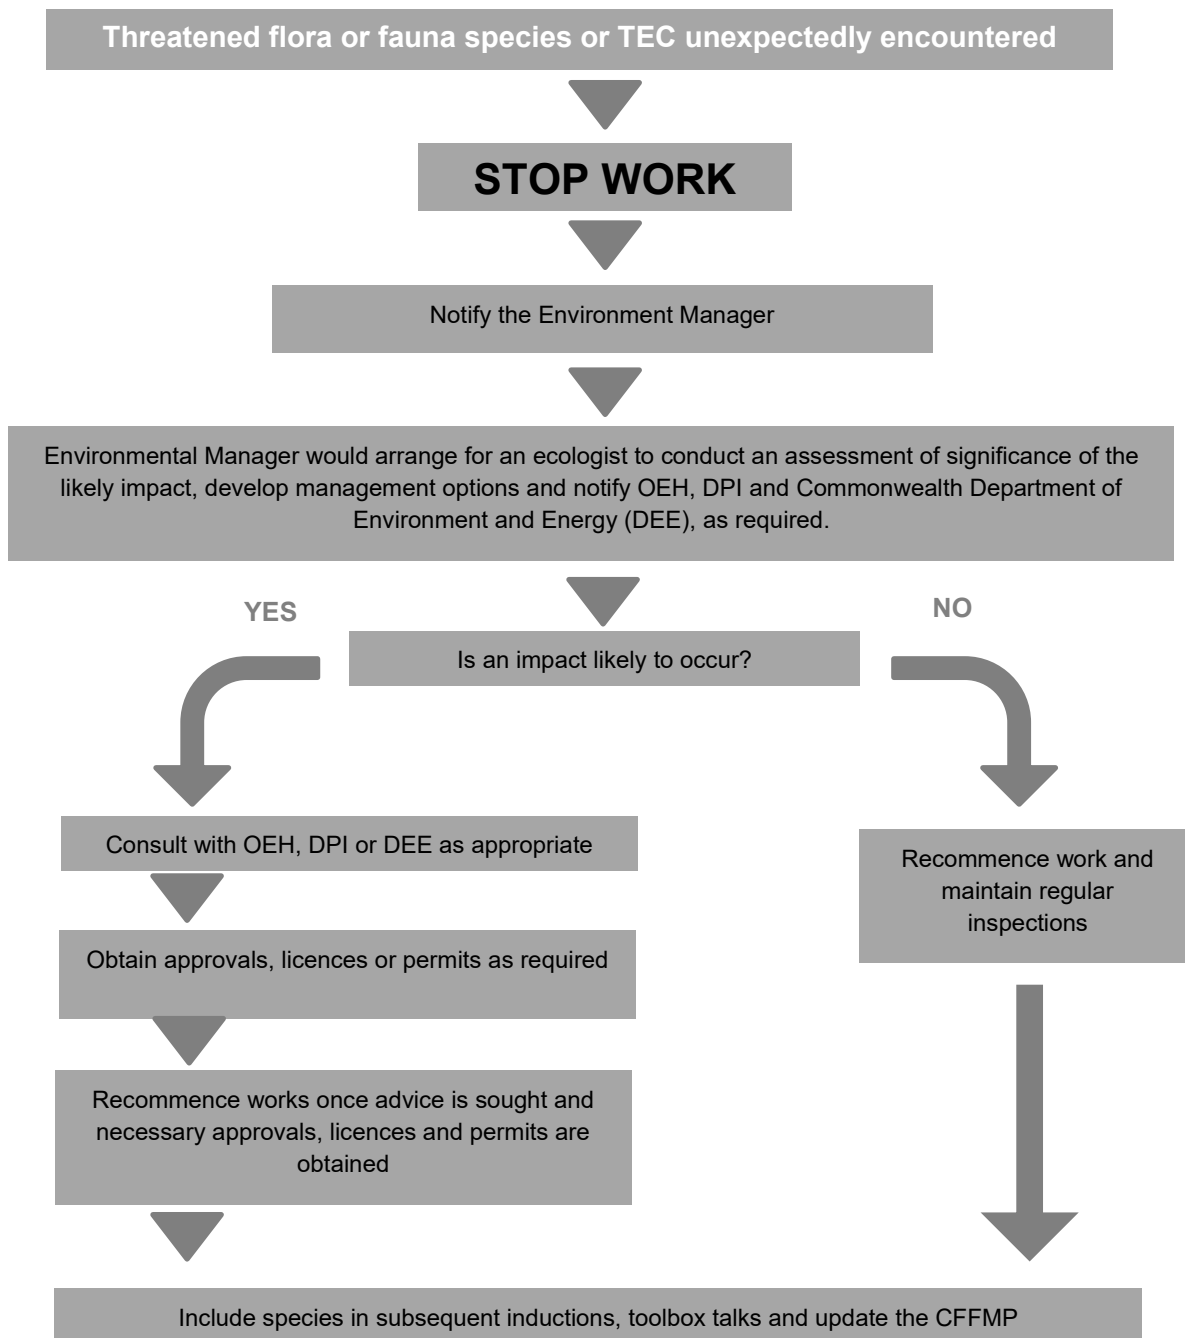 Threatened flora or fauna species or TEC unexpectedly encountered
STOP WORK
Notify the Environment Manager
Environmental Manager would arrange for an ecologist to conduct an assessment of significance of the
likely impact, develop management options and notify OEH, DPI and Commonwealth Department of
Environment and Energy (DEE), as required.
YES
NO
Is an impact likely to occur?
Consult with OEH, DPI or DEE as appropriate
Obtain approvals, licences or permits as required
Recommence works once advice is sought and
necessary approvals, licences and permits are
obtained
Recommence work and
maintain regular
inspections
Include species in subsequent inductions, toolbox talks and update the CFFMP